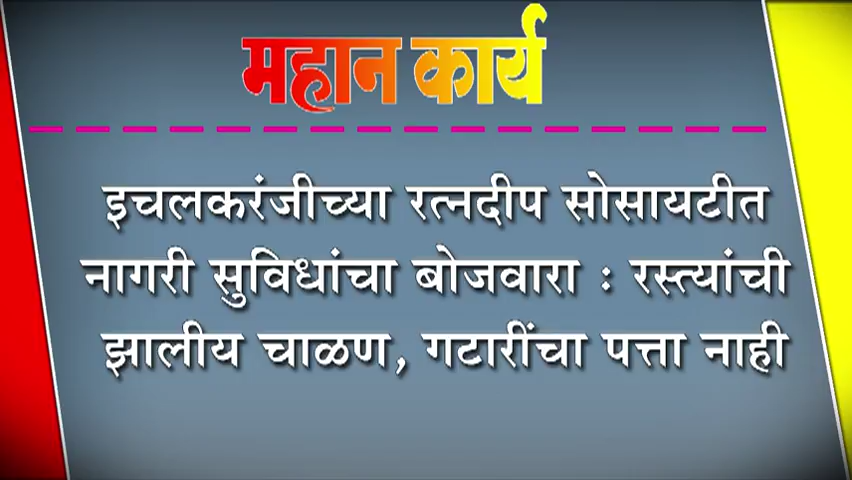 महान कार्य
इचलकरंजीच्या रत्नदीप सोसायटीत
नागरी सुविधांचा बोजवारा : रस्त्यांची
झालीय चाळण, गटारींचा पत्ता नाही